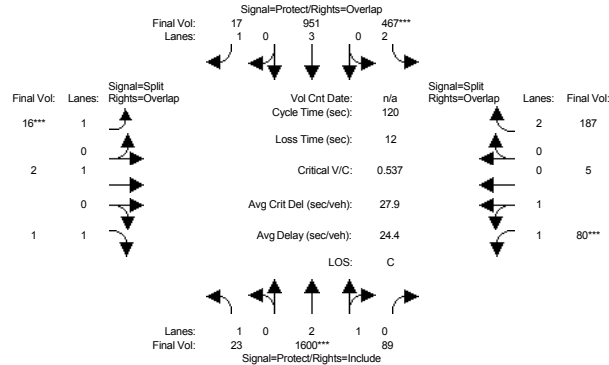 Signal=Protect/Rights=Overlap
Final Vol: 17 951 467***
Lanes: 1 0 3 0 2
Signal=Split
Final Vol: Lanes: Rights=Overlap
Vol Cnt Date: n/a
Signal=Split
Rights=Overlap Lanes: Final Vol:
Cycle Time (sec): 120
16*** 1
2 187
Loss Time (sec): 12
0
0
2 1
Critical V/C: 0.537
0 5
0
Avg Crit Del (sec/veh): 27.9
1
1 1
Avg Delay (sec/veh): 24.4
1 80***
LOS: C
Lanes: 1 0 2 1 0
Final Vol: 23 1600*** 89
Signal=Protect/Rights=Include